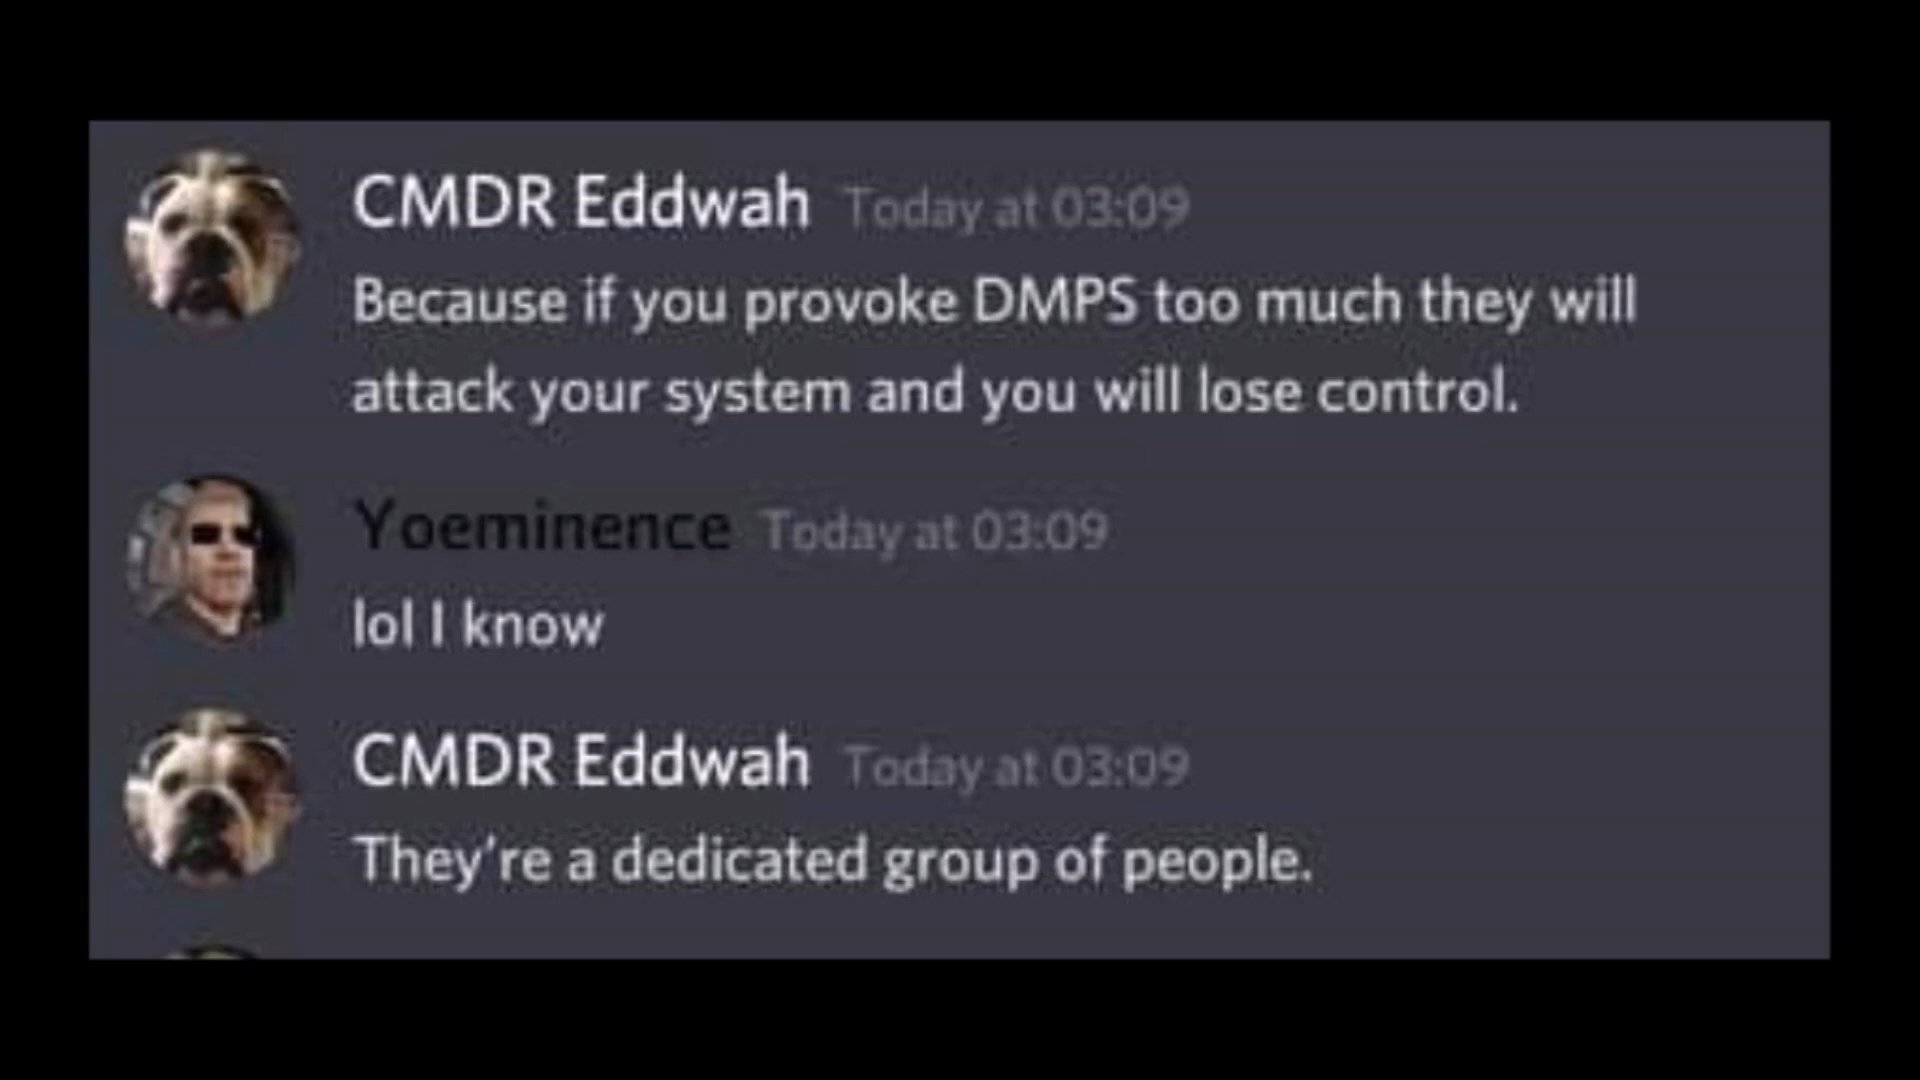 CMDR Eddwah Today at 03:09
Because if you provoke DMPS too much they will
attack your system and you will lose control.
Yoeminence Today at 03:09
lol I know
CMDR Eddwah Today at 03:09
They're a dedicated group of people.